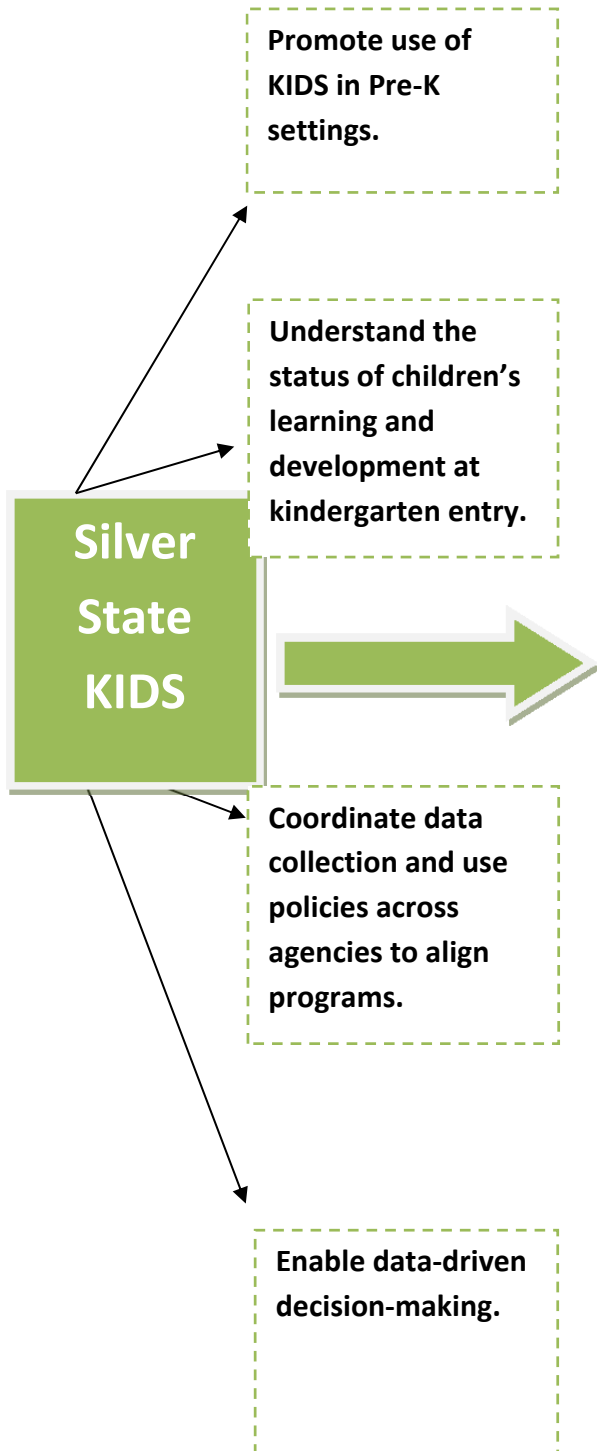 Promote use of
KIDS in Pre-K
settings.
Understand the
status of children’s
learning and
development at
kindergarten entry.
Silver
State
KIDS
Coordinate data
collection and use
policies across
agencies to align
programs.
Enable data-driven
decision-making.